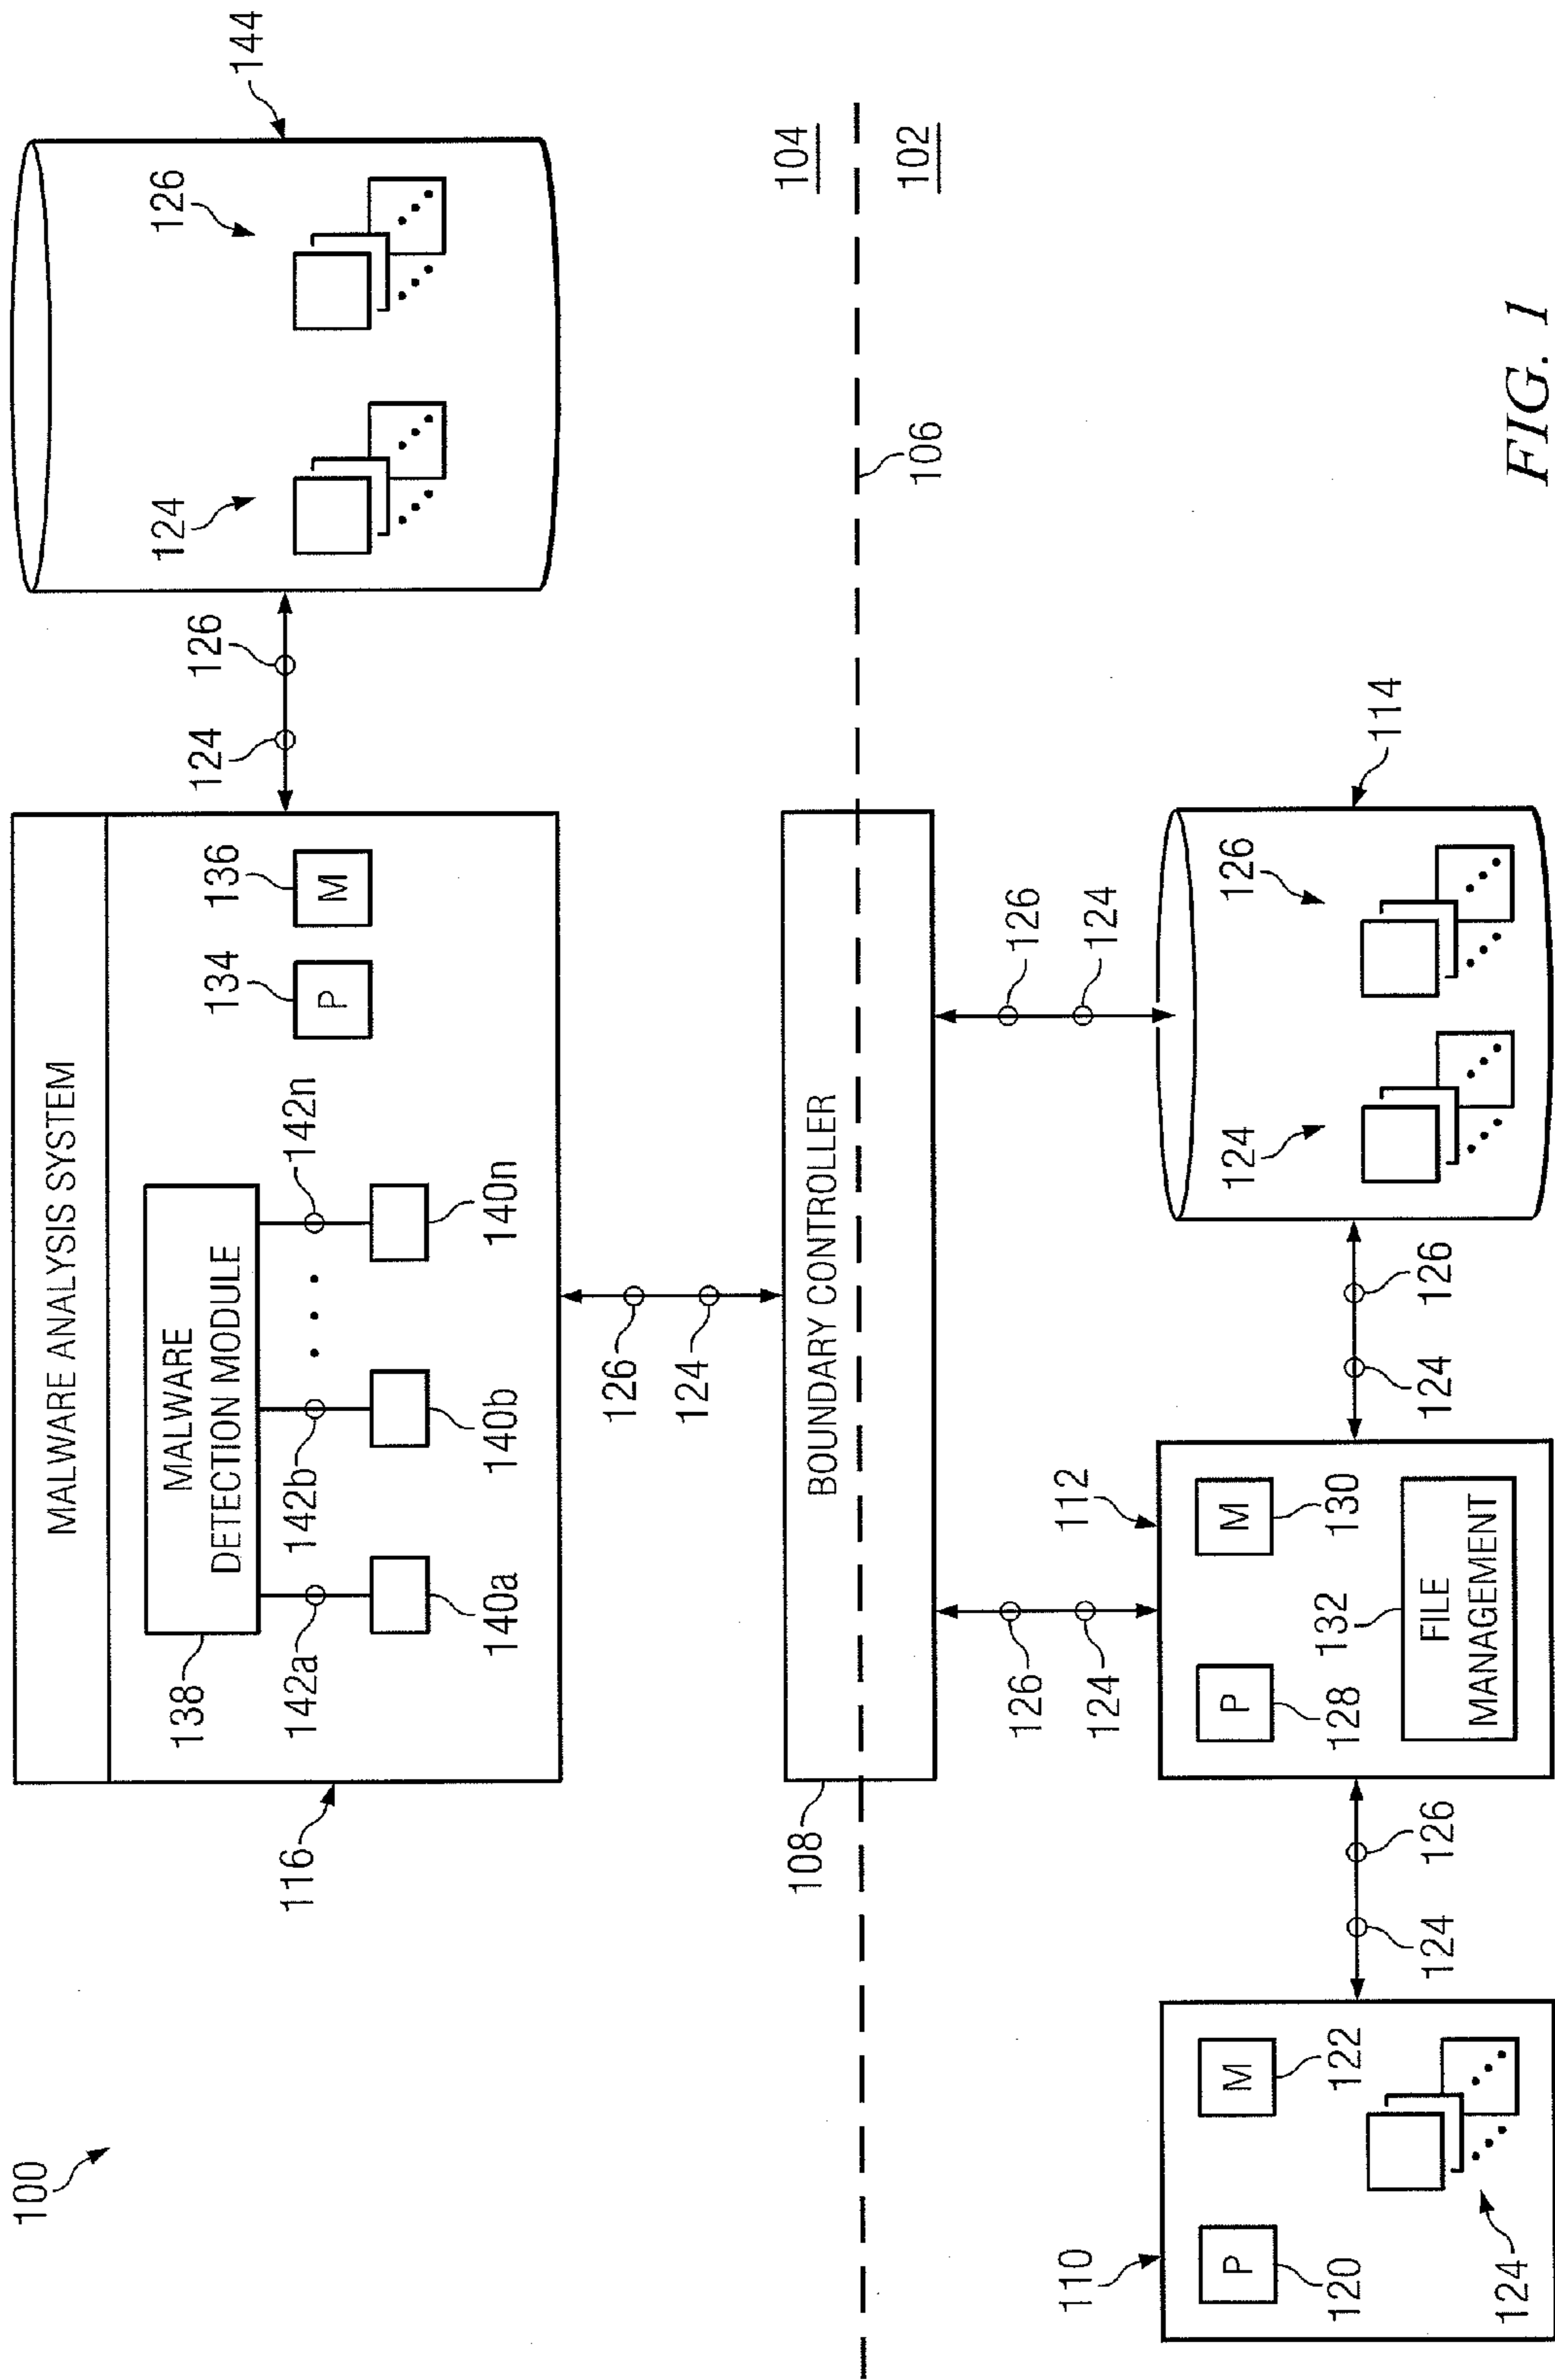 100
MALWARE ANALYSIS SYSTEM
116
138
MALWARE
DETECTION MODULE
142a
142b
142n
140a
140b
140n
134
P
136
M
124
126
144
124
126
126
124
104
102
106
108
BOUNDARY CONTROLLER
126
124
126
124
110
P
120
M
122
124
124
126
112
P
128
M
130
132
FILE
MANAGEMENT
124
126
114
124
126
FIG. 1